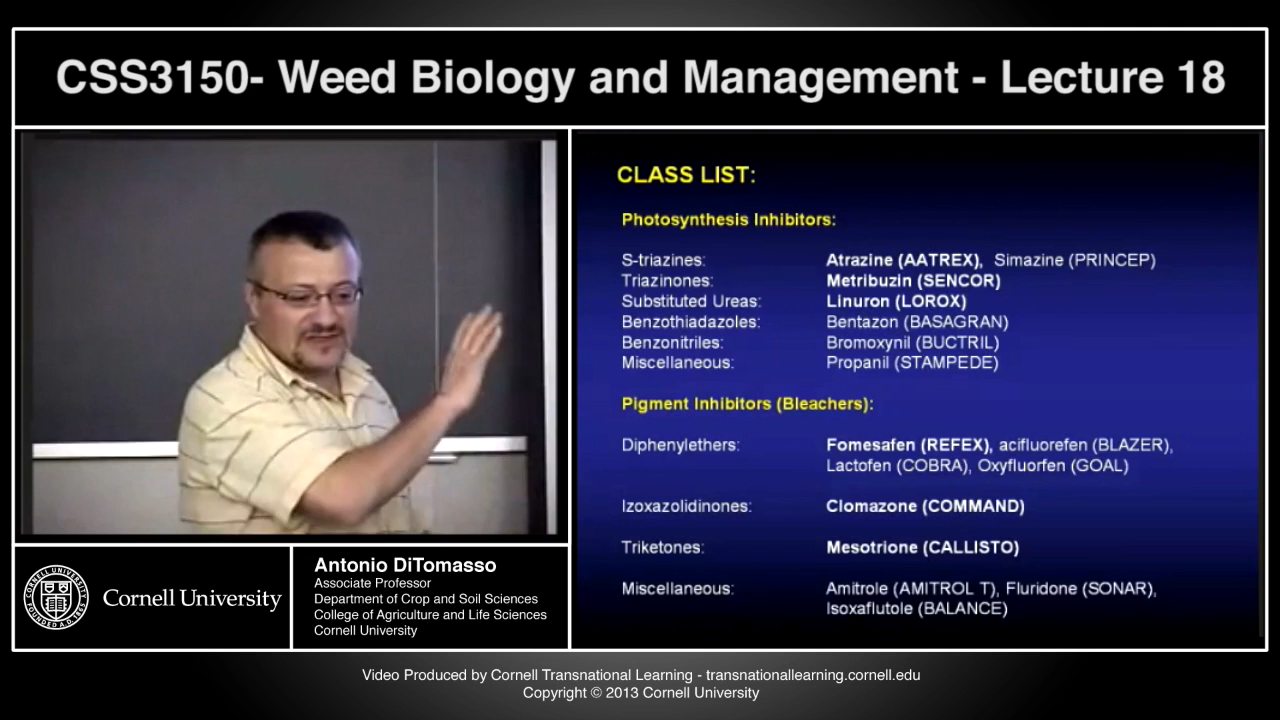 CSS3150- Weed Biology and Management - Lecture 18
CLASS LIST:
Photosynthesis Inhibitors:
S-triazines: Atrazine (AATREX), Simazine (PRINCEP)
Triazinones: Metribuzin (SENCOR)
Substituted Ureas: Linuron (LOROX)
Benzothiadazoles: Bentazon (BASAGRAN)
Benzonitriles: Bromoxynil (BUCTRIL)
Miscellaneous: Propanil (STAMPEDE)
Pigment Inhibitors (Bleachers):
Diphenylethers: Fomesafen (REFEX), acifluorefen (BLAZER),
Lactofen (COBRA), Oxyfluorfen (GOAL)
Izoxazolidinones: Clomazone (COMMAND)
Triketones: Mesotrione (CALLISTO)
Miscellaneous: Amitrole (AMITROL T), Fluridone (SONAR),
Isoxaflutole (BALANCE)
Cornell University
Antonio DiTomasso
Associate Professor
Department of Crop and Soil Sciences
College of Agriculture and Life Sciences
Cornell University
Video Produced by Cornell Transnational Learning - transnationallearning.cornell.edu
Copyright © 2013 Cornell University